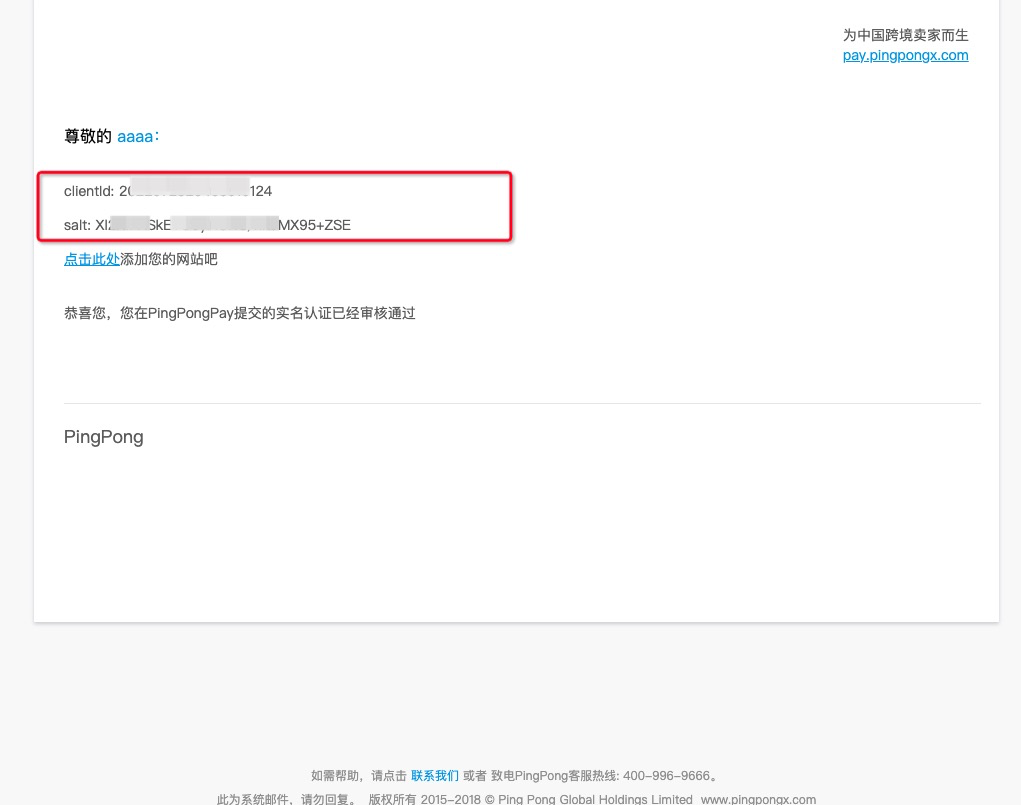 为中国跨境卖家而生
pay.pingpongx.com
尊敬的 aaaa：
clientId: 124
salt: MX95+ZSE
点击此处添加您的网站吧
恭喜您，您在PingPongPay提交的实名认证已经审核通过
PingPong
如需帮助，请点击 联系我们 或者 致电PingPong客服热线: 400-996-9666。
此为系统邮件，请勿回复。 版权所有 2015-2018 © Ping Pong Global Holdings Limited www.pingpongx.com